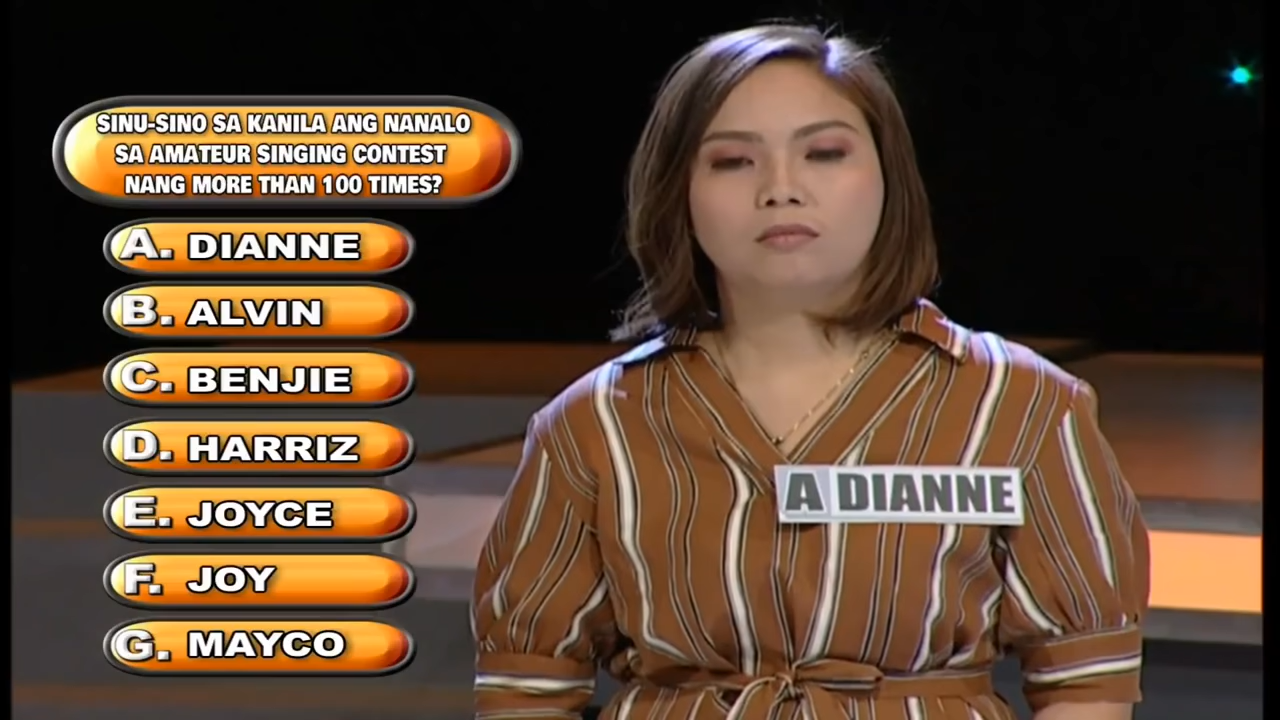 SINU-SINO SA KANILA ANG NANALO
SA AMATEUR SINGING CONTEST
NANG MORE THAN 100 TIMES?
A. DIANNE
B. ALVIN
C. BENJIE
D. HARRIZ
E. JOYCE
F. JOY
G. MAYCO
A DIANNE